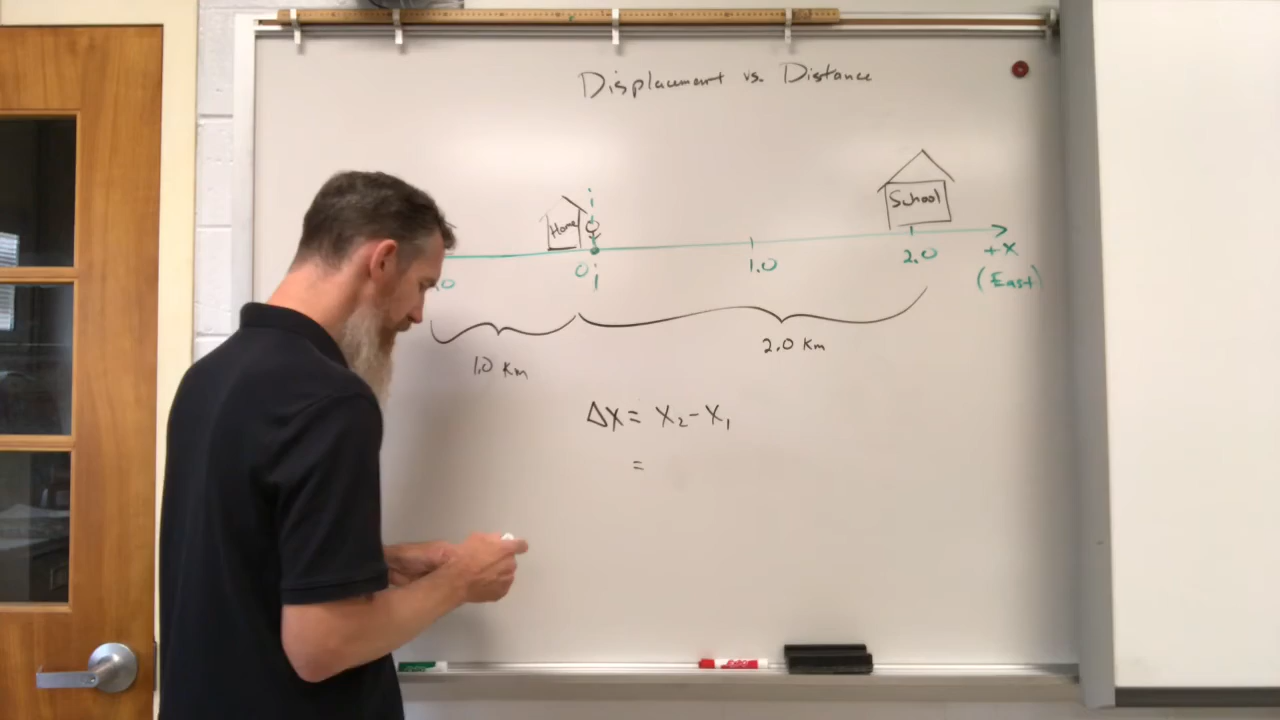 Displacement vs. Distance
School
Home
0
1.0
2.0
+X
(East)
1.0 Km
2.0 Km
ΔX = X₂ - X₁
=